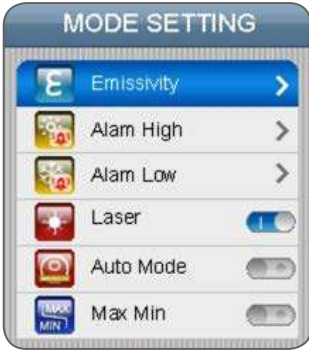 MODE SETTING
ε Emissivity
Alam High
Alam Low
Laser
Auto Mode
MAX MIN Max Min